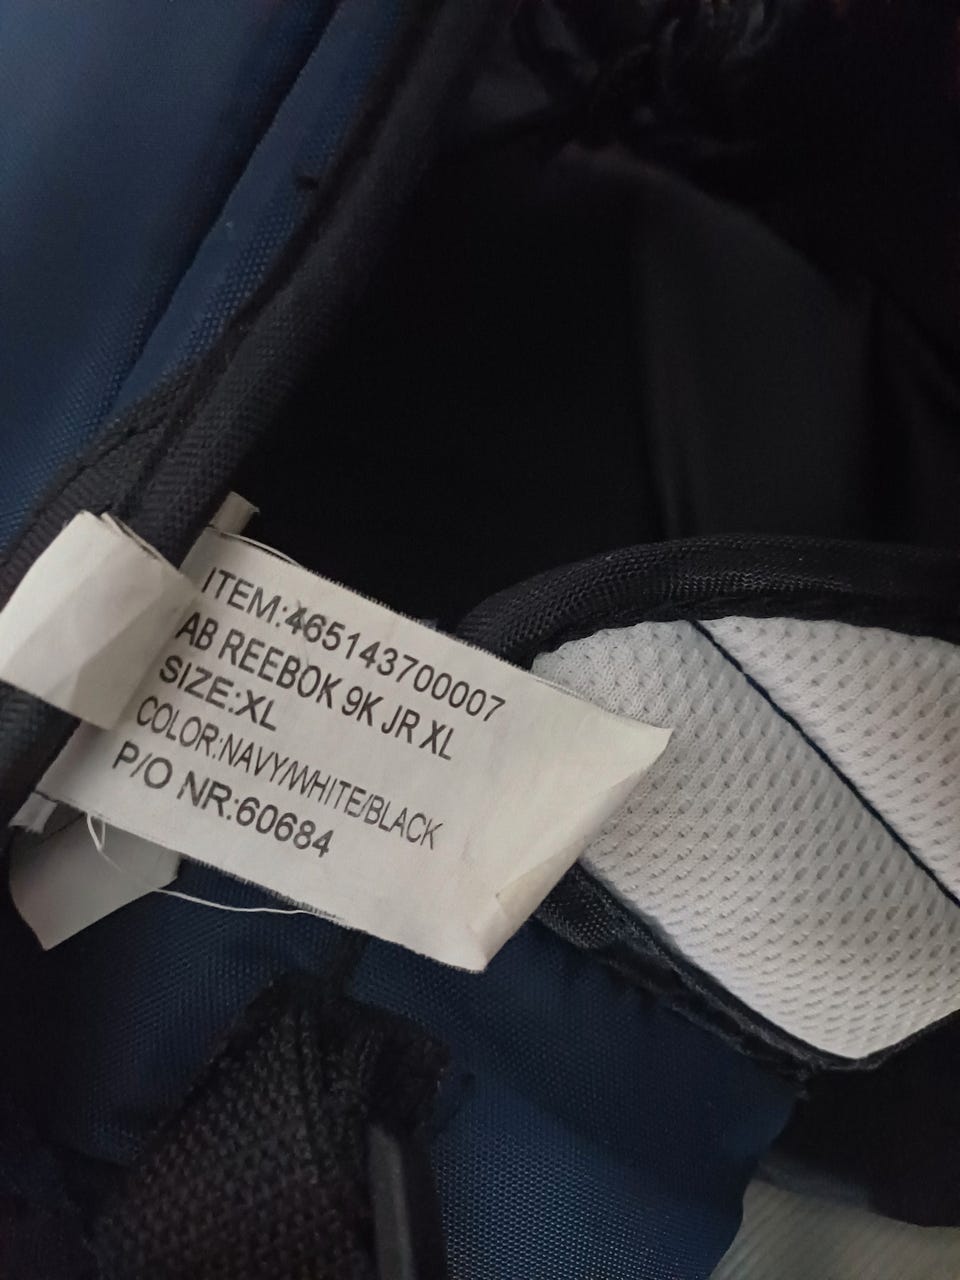 ITEM:465143700007
AB REEBOK 9K JR XL
SIZE:XL
COLOR:NAVY/WHITE/BLACK
P/O NR:60684